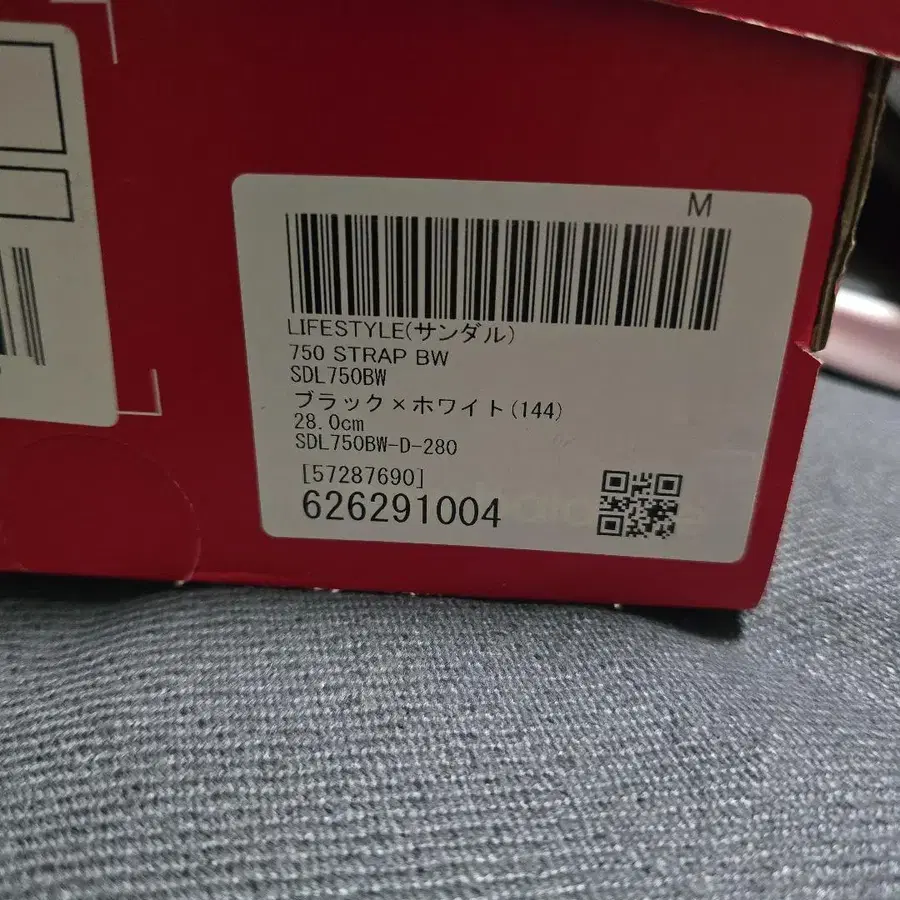 M
LIFESTYLE(サンダル)
750 STRAP BW
SDL750BW
ブラック×ホワイト(144)
28.0cm
SDL750BW-D-280
[57287690]
626291004